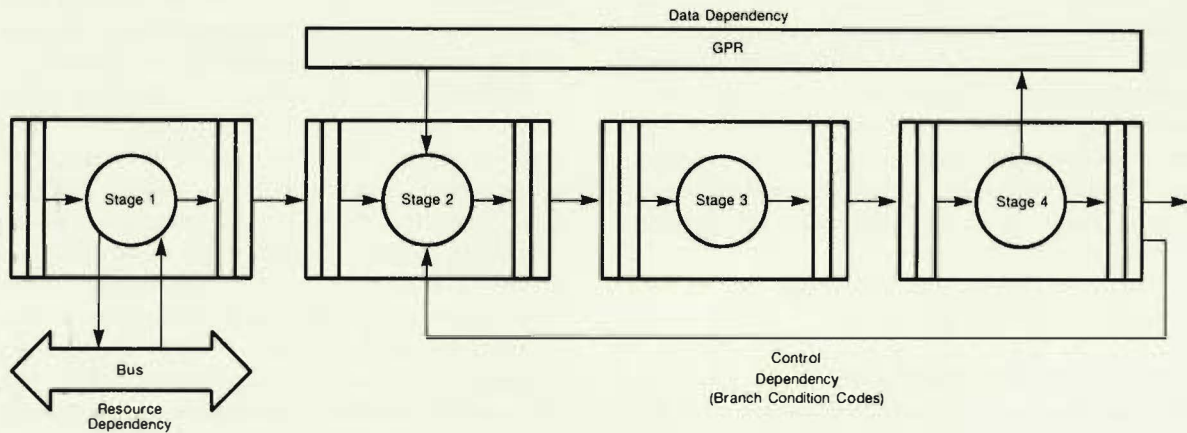 Data Dependency
GPR
Stage 1
Stage 2
Stage 3
Stage 4
Bus
Resource
Dependency
Control
Dependency
(Branch Condition Codes)